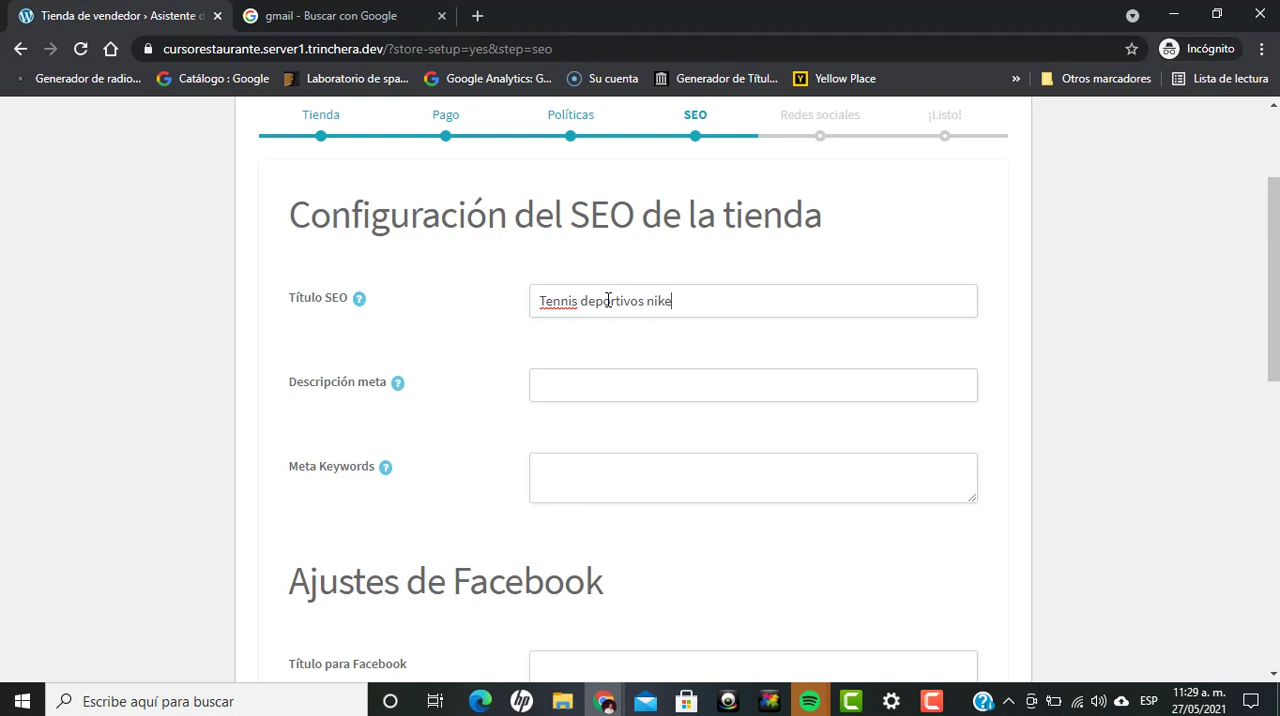 Tienda de vendedor › Asistente d
gmail - Buscar con Google
cursorestaurante.server1.trinchera.dev/?store-setup=yes&step=seo
Incógnito
Generador de radio...
Catálogo : Google
Laboratorio de spa...
Google Analytics: G...
Su cuenta
Generador de Títul...
Yellow Place
»
Otros marcadores
Lista de lectura
Tienda
Pago
Políticas
SEO
Redes sociales
¡Listo!
Configuración del SEO de la tienda
Título SEO ?
Tennis deportivos nike
Descripción meta ?
Meta Keywords ?
Ajustes de Facebook
Título para Facebook
Escribe aquí para buscar
ESP
11:29 a. m.
27/05/2021